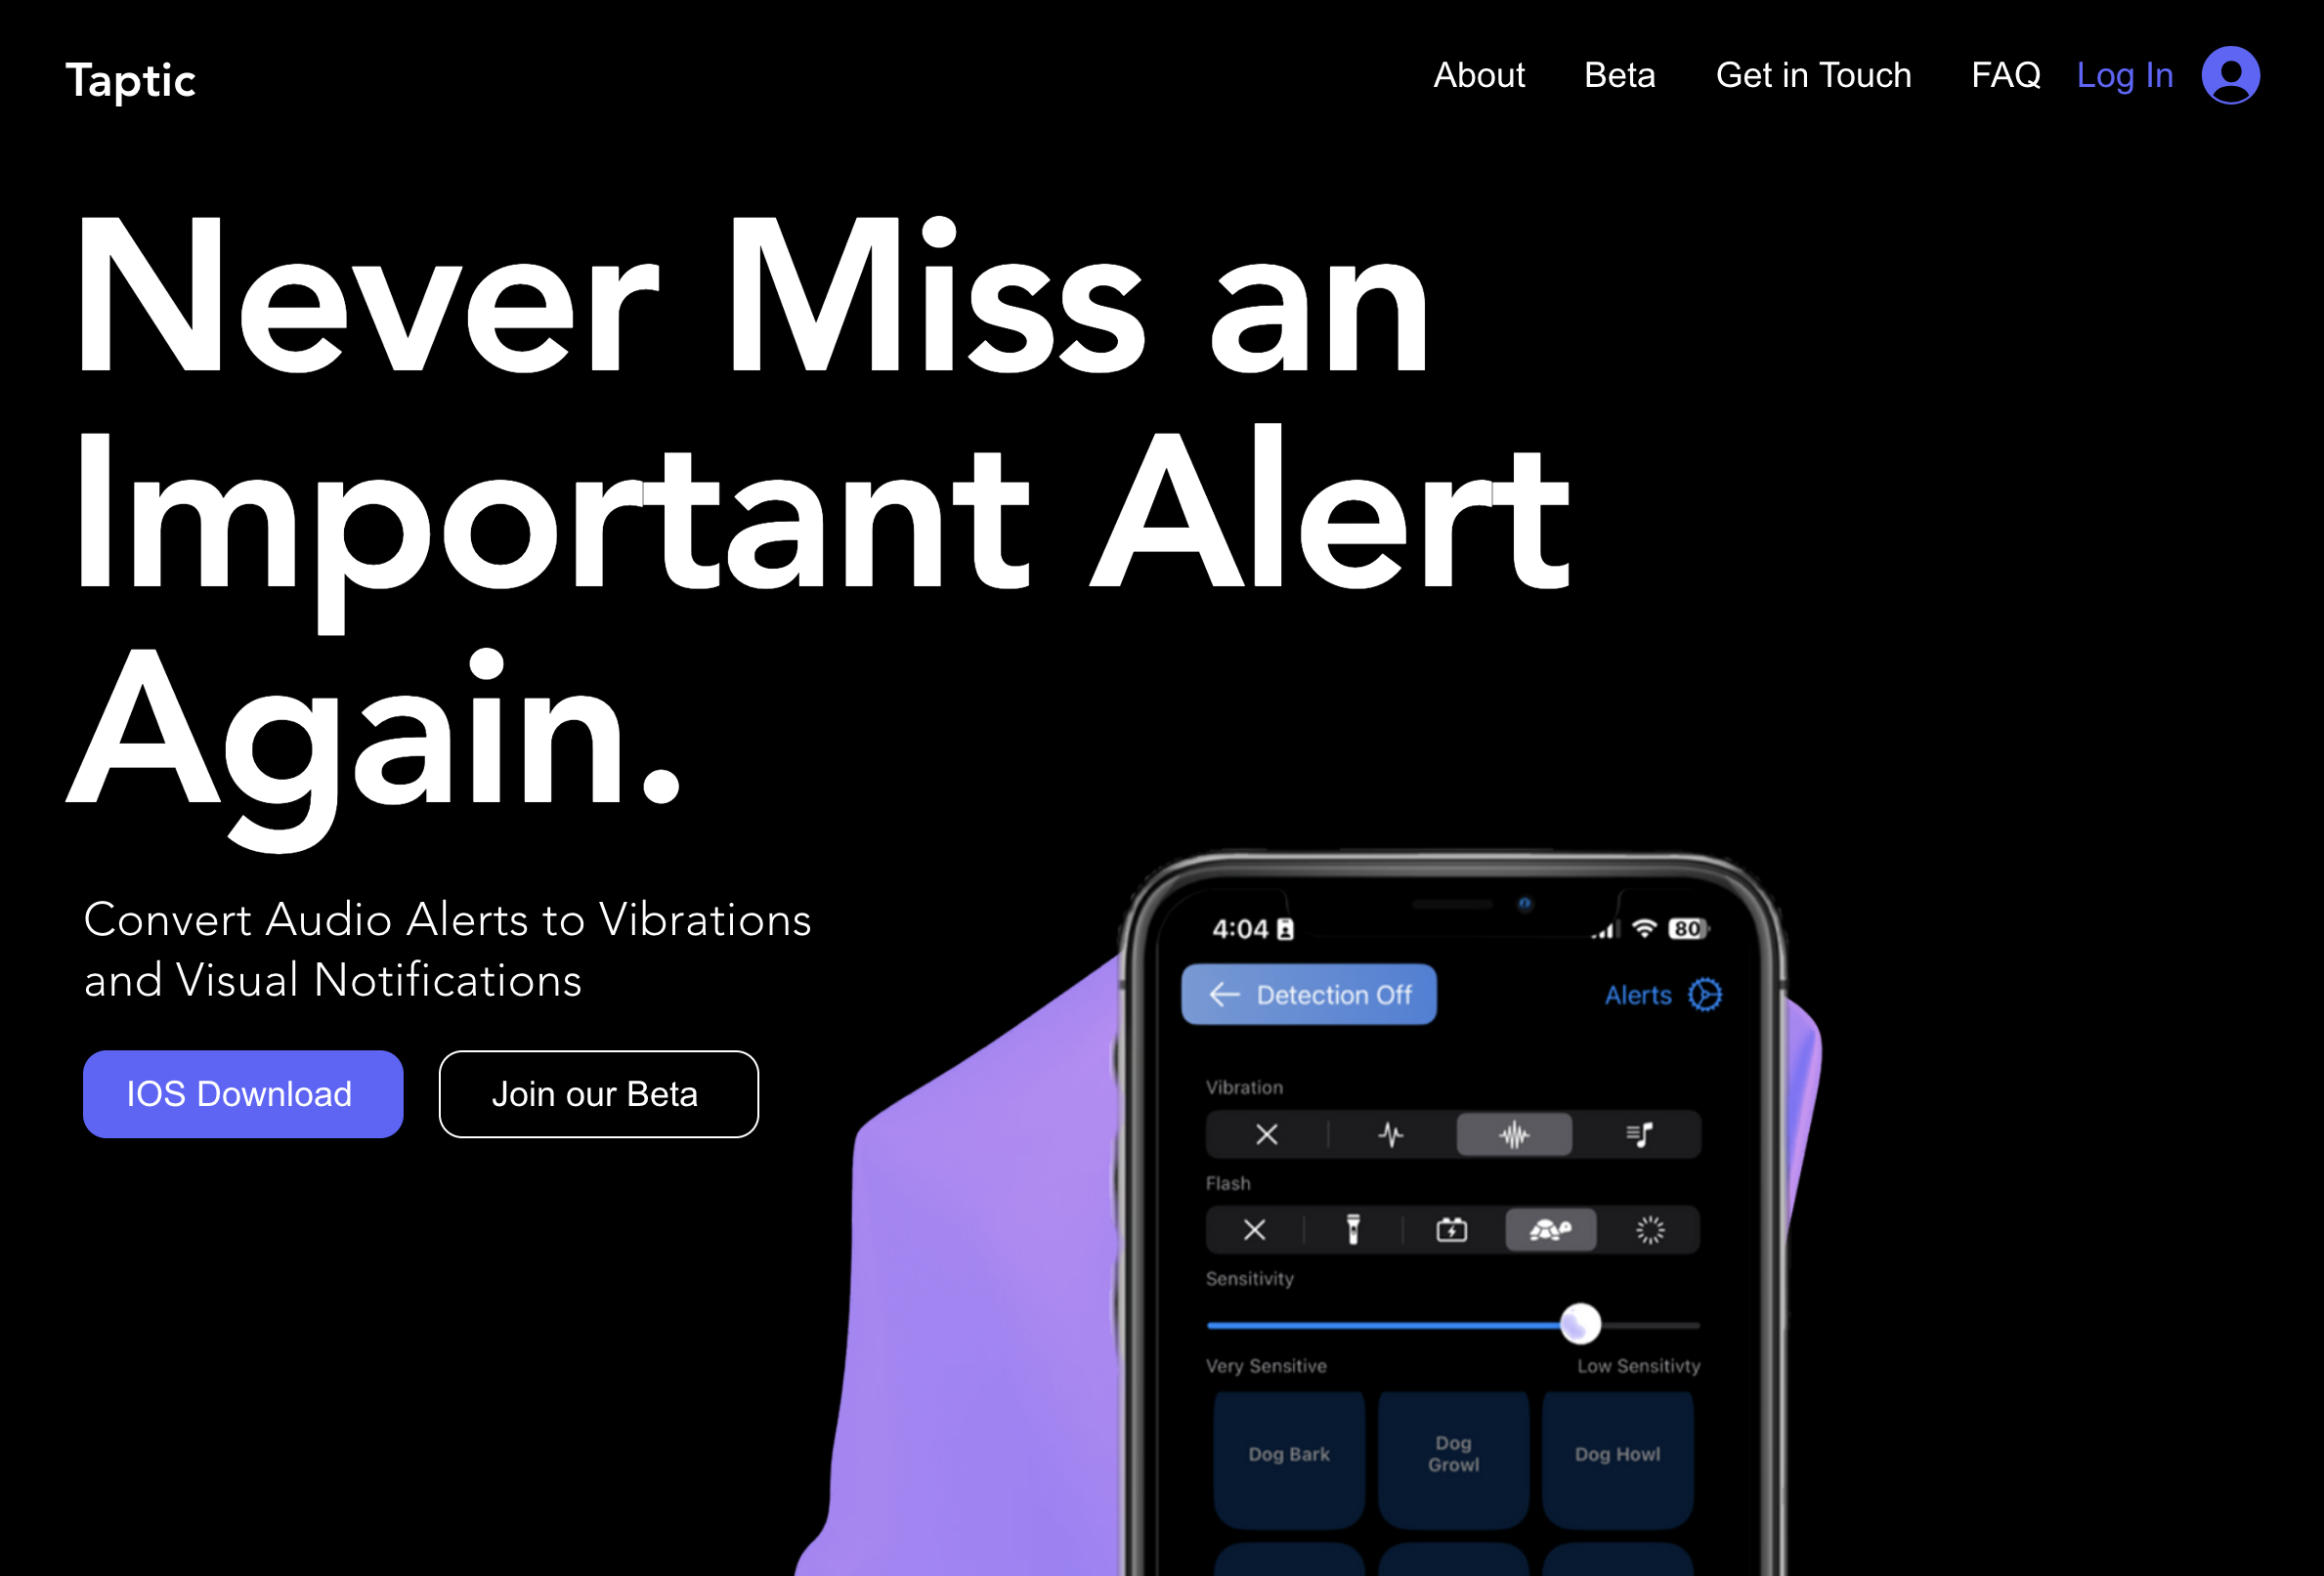 Taptic
About Beta Get in Touch FAQ Log In
Never Miss an
Important Alert
Again.
Convert Audio Alerts to Vibrations
and Visual Notifications
IOS Download Join our Beta
4:04 80
Detection Off Alerts
Vibration
Flash
Sensitivity
Very Sensitive Low Sensitivty
Dog Bark Dog Growl Dog Howl